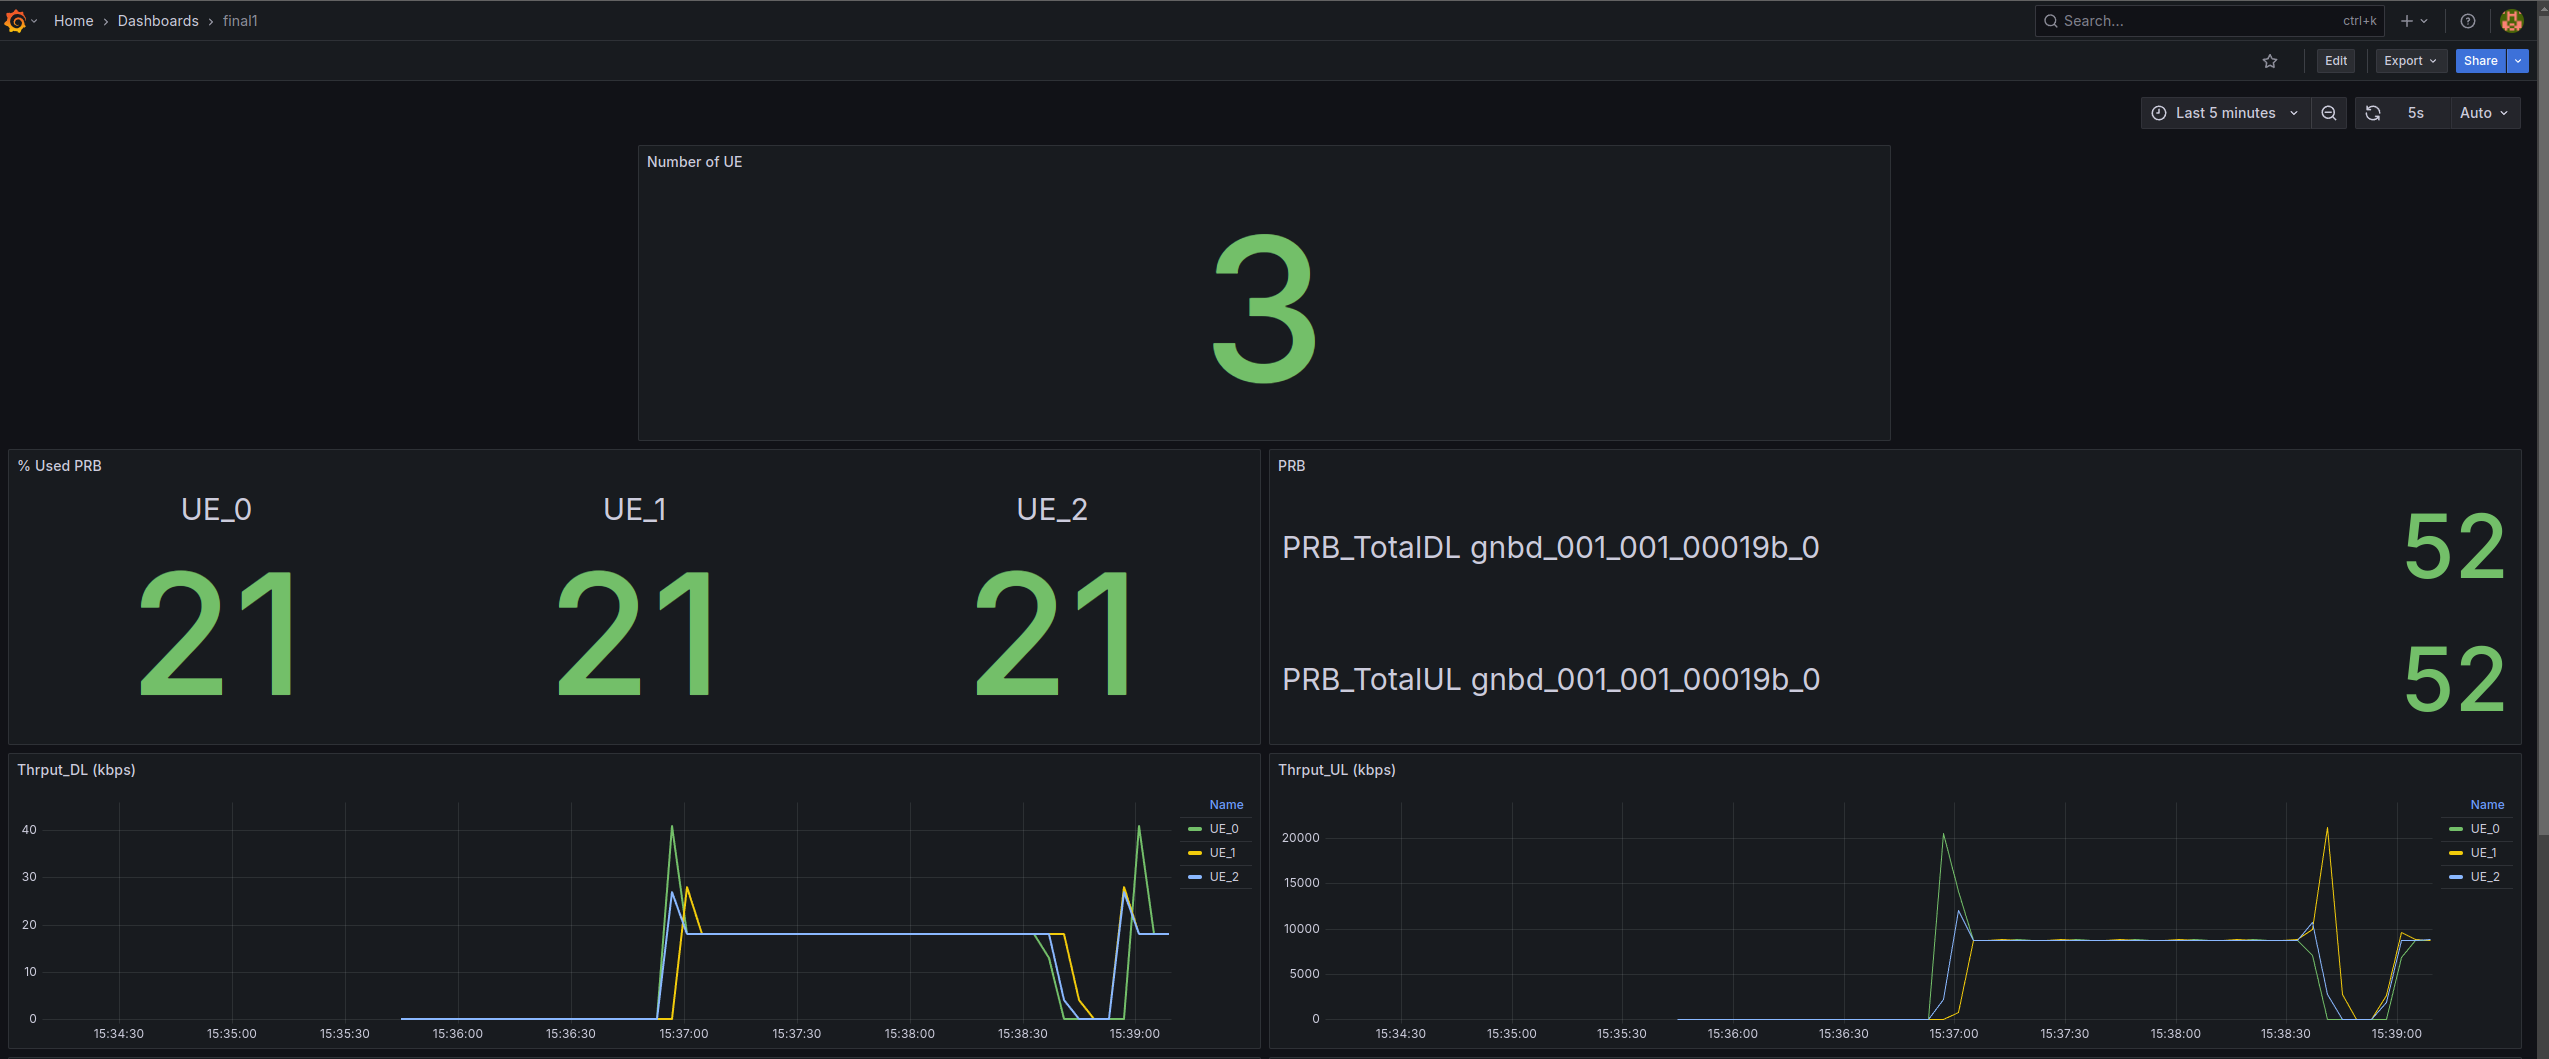 Home › Dashboards › final1
Search... ctrl+k
Edit Export Share
Last 5 minutes 5s Auto
Number of UE
3
% Used PRB
UE_0 UE_1 UE_2
21 21 21
PRB
PRB_TotalDL gnbd_001_001_00019b_0 52
PRB_TotalUL gnbd_001_001_00019b_0 52
Thrput_DL (kbps)
40
30
20
10
0
15:34:30 15:35:00 15:35:30 15:36:00 15:36:30 15:37:00 15:37:30 15:38:00 15:38:30 15:39:00
Name
UE_0
UE_1
UE_2
Thrput_UL (kbps)
20000
15000
10000
5000
0
15:34:30 15:35:00 15:35:30 15:36:00 15:36:30 15:37:00 15:37:30 15:38:00 15:38:30 15:39:00
Name
UE_0
UE_1
UE_2